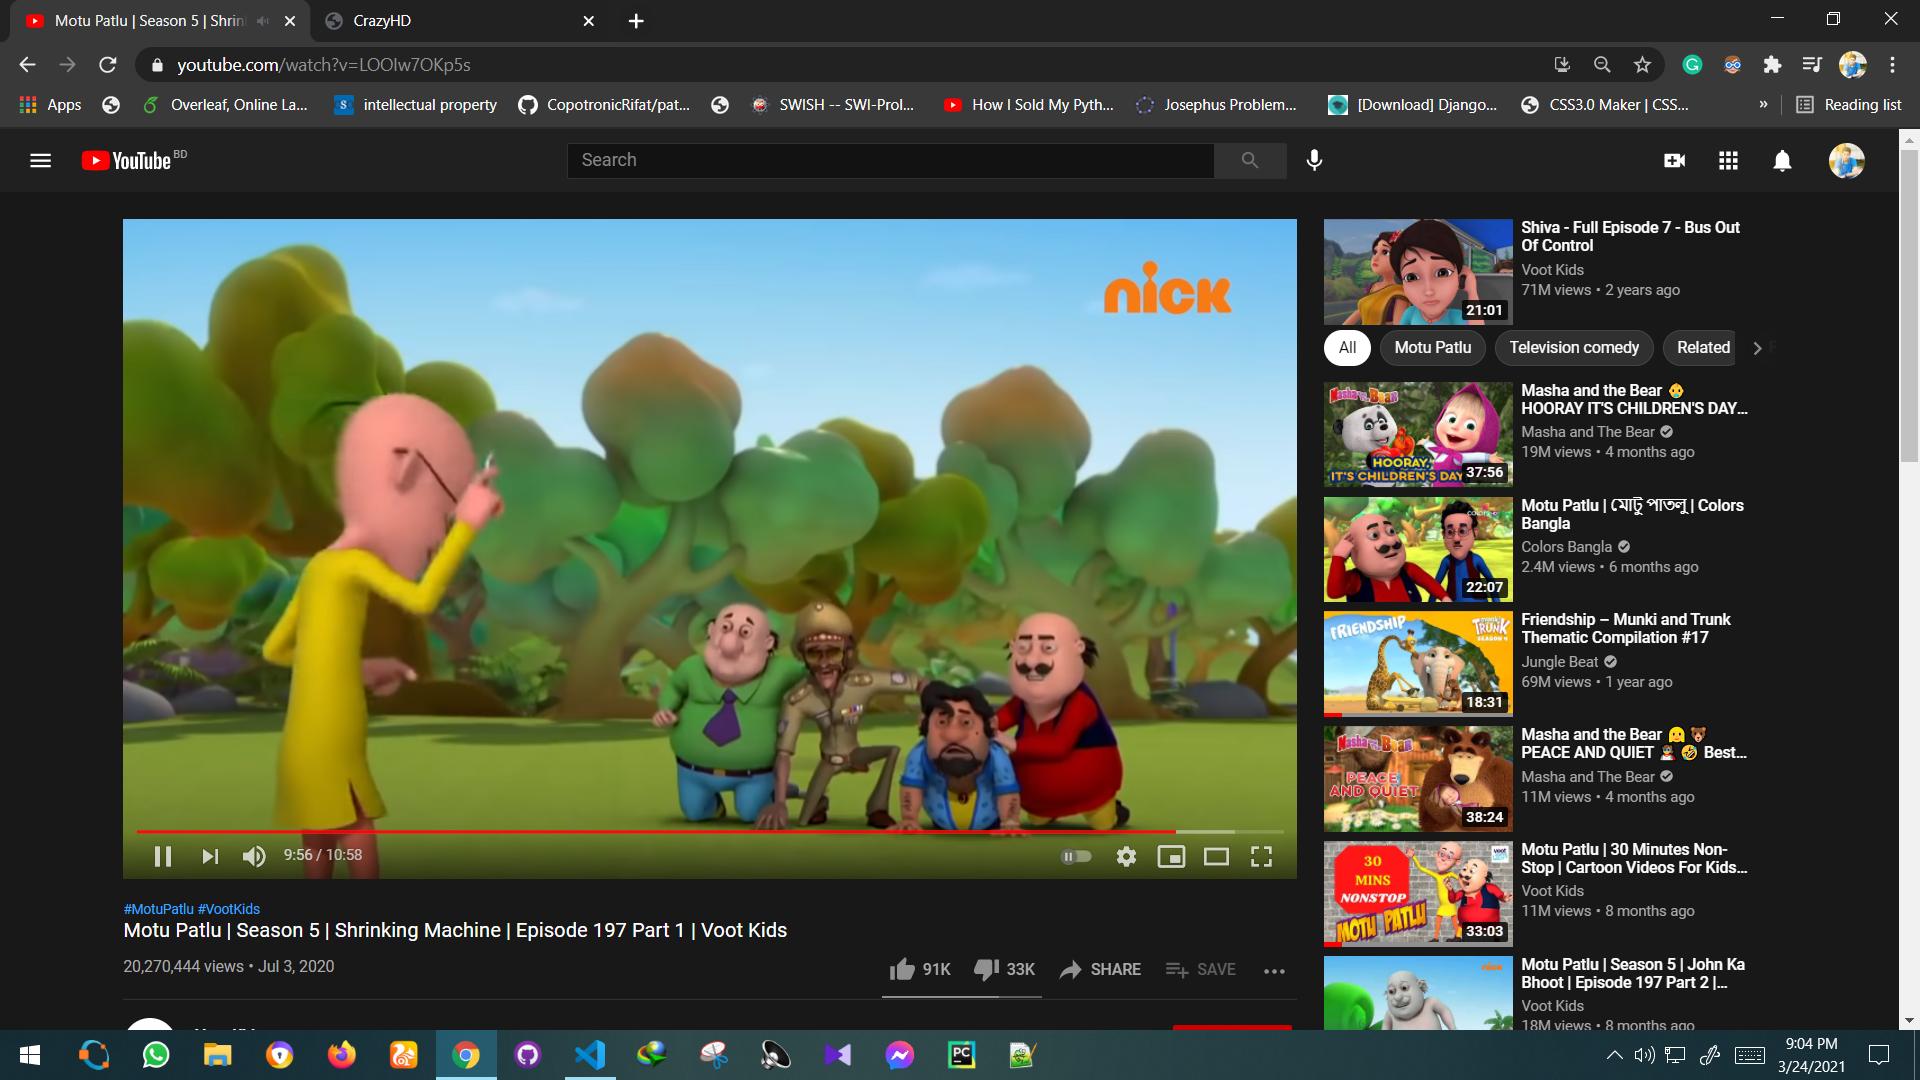 Motu Patlu | Season 5 | Shrin
CrazyHD
youtube.com/watch?v=LOOIw7OKp5s
Apps
Overleaf, Online La...
intellectual property
CopotronicRifat/pat...
SWISH -- SWI-Prol...
How I Sold My Pyth...
Josephus Problem...
[Download] Django...
CSS3.0 Maker | CSS...
»
Reading list
YouTube BD
Search
nick
Shiva - Full Episode 7 - Bus Out
Of Control
Voot Kids
71M views • 2 years ago
21:01
All
Motu Patlu
Television comedy
Related
Masha and the Bear 👶
HOORAY IT'S CHILDREN'S DAY...
Masha and The Bear
19M views • 4 months ago
HOORAY,
IT'S CHILDREN'S DAY
37:56
Motu Patlu | মোটু পাতলু | Colors
Bangla
Colors Bangla
2.4M views • 6 months ago
22:07
Friendship – Munki and Trunk
Thematic Compilation #17
Jungle Beat
69M views • 1 year ago
FRIENDSHIP
TRUNK
18:31
Masha and the Bear 👱‍♀️🐻
PEACE AND QUIET 👩‍🎓🤣 Best...
Masha and The Bear
11M views • 4 months ago
PEACE
AND QUIET
38:24
Motu Patlu | 30 Minutes Non-
Stop | Cartoon Videos For Kids...
Voot Kids
11M views • 8 months ago
30
MINS
NONSTOP
MOTU PATLU
33:03
Motu Patlu | Season 5 | John Ka
Bhoot | Episode 197 Part 2 |...
Voot Kids
18M views • 8 months ago
nick
9:56 / 10:58
#MotuPatlu #VootKids
Motu Patlu | Season 5 | Shrinking Machine | Episode 197 Part 1 | Voot Kids
20,270,444 views • Jul 3, 2020
91K
33K
SHARE
SAVE
PC
9:04 PM
3/24/2021